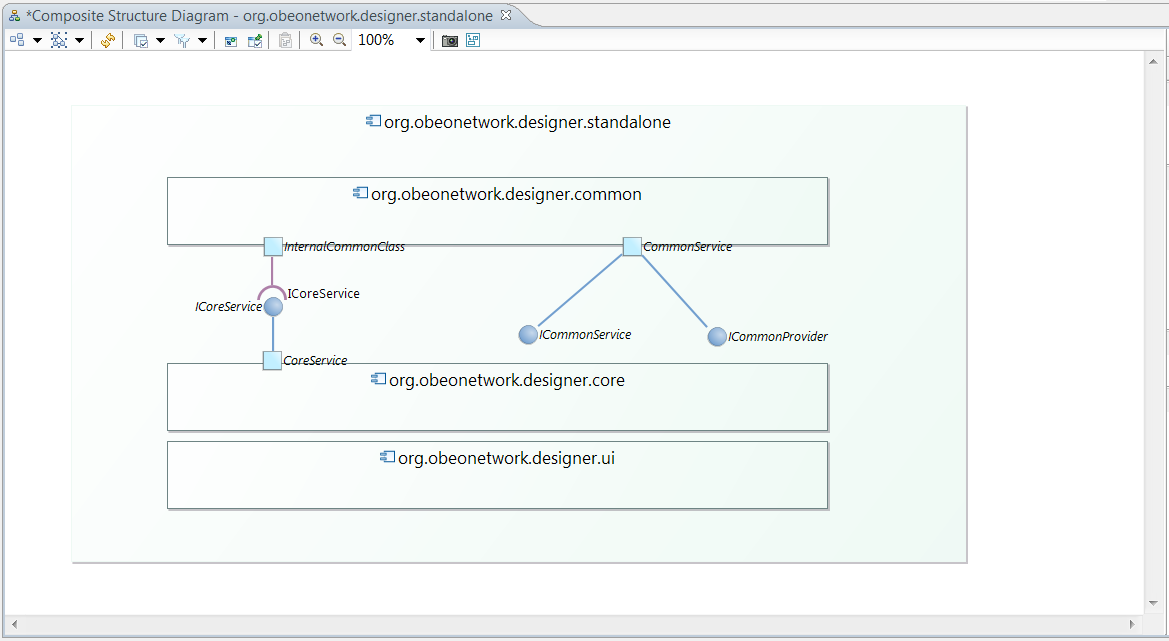 *Composite Structure Diagram - org.obeonetwork.designer.standalone
100%
org.obeonetwork.designer.standalone
org.obeonetwork.designer.common
InternalCommonClass
CommonService
ICoreService
ICoreService
ICommonService
ICommonProvider
CoreService
org.obeonetwork.designer.core
org.obeonetwork.designer.ui